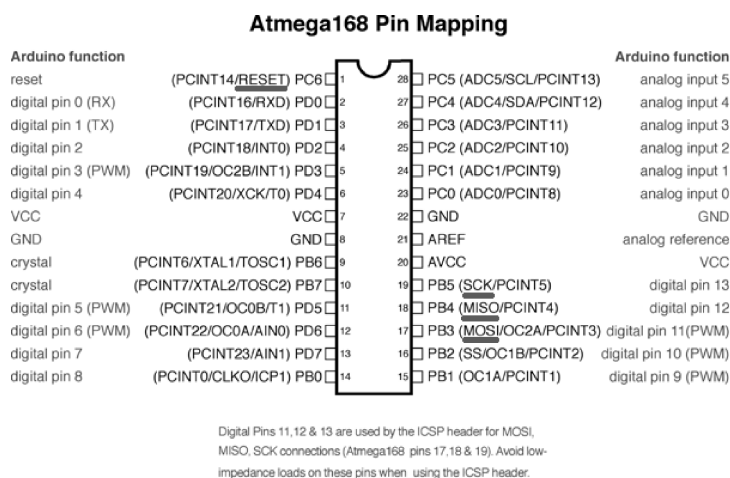 Atmega168 Pin Mapping
Arduino function Arduino function
reset (PCINT14/RESET) PC6 1 28 PC5 (ADC5/SCL/PCINT13) analog input 5
digital pin 0 (RX) (PCINT16/RXD) PD0 2 27 PC4 (ADC4/SDA/PCINT12) analog input 4
digital pin 1 (TX) (PCINT17/TXD) PD1 3 26 PC3 (ADC3/PCINT11) analog input 3
digital pin 2 (PCINT18/INT0) PD2 4 25 PC2 (ADC2/PCINT10) analog input 2
digital pin 3 (PWM) (PCINT19/OC2B/INT1) PD3 5 24 PC1 (ADC1/PCINT9) analog input 1
digital pin 4 (PCINT20/XCK/T0) PD4 6 23 PC0 (ADC0/PCINT8) analog input 0
VCC VCC 7 22 GND GND
GND GND 8 21 AREF analog reference
crystal (PCINT6/XTAL1/TOSC1) PB6 9 20 AVCC VCC
crystal (PCINT7/XTAL2/TOSC2) PB7 10 19 PB5 (SCK/PCINT5) digital pin 13
digital pin 5 (PWM) (PCINT21/OC0B/T1) PD5 11 18 PB4 (MISO/PCINT4) digital pin 12
digital pin 6 (PWM) (PCINT22/OC0A/AIN0) PD6 12 17 PB3 (MOSI/OC2A/PCINT3) digital pin 11(PWM)
digital pin 7 (PCINT23/AIN1) PD7 13 16 PB2 (SS/OC1B/PCINT2) digital pin 10 (PWM)
digital pin 8 (PCINT0/CLKO/ICP1) PB0 14 15 PB1 (OC1A/PCINT1) digital pin 9 (PWM)
Digital Pins 11,12 & 13 are used by the ICSP header for MOSI,
MISO, SCK connections (Atmega168 pins 17,18 & 19). Avoid low-
impedance loads on these pins when using the ICSP header.